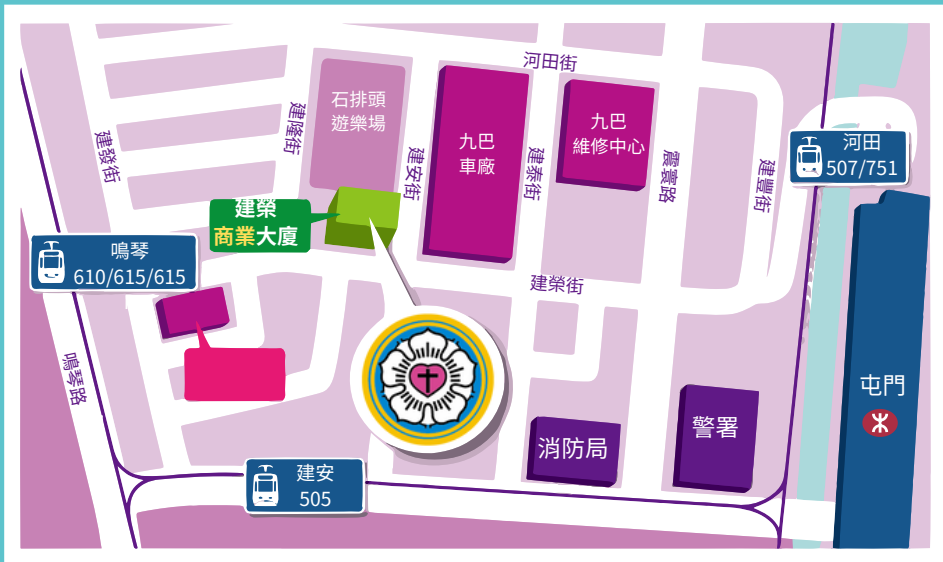 河田街
石排頭
遊樂場
建隆街
建發街
九巴
車廠
建安街
建泰街
九巴
維修中心
震寰路
建豐街
河田
507/751
建榮
商業大廈
鳴琴
610/615/615
建榮街
鳴琴路
屯門
消防局
警署
建安
505